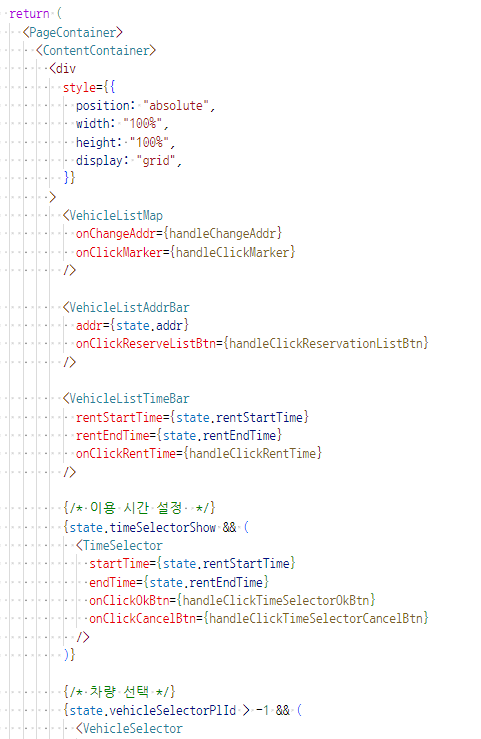 return (
<PageContainer>
<ContentContainer>
<div
style={{
position: "absolute",
width: "100%",
height: "100%",
display: "grid",
}}
>
<VehicleListMap
onChangeAddr={handleChangeAddr}
onClickMarker={handleClickMarker}
/>
<VehicleListAddrBar
addr={state.addr}
onClickReserveListBtn={handleClickReservationListBtn}
/>
<VehicleListTimeBar
rentStartTime={state.rentStartTime}
rentEndTime={state.rentEndTime}
onClickRentTime={handleClickRentTime}
/>
{/* 이용 시간 설정 */}
{state.timeSelectorShow && (
<TimeSelector
startTime={state.rentStartTime}
endTime={state.rentEndTime}
onClickOkBtn={handleClickTimeSelectorOkBtn}
onClickCancelBtn={handleClickTimeSelectorCancelBtn}
/>
)}
{/* 차량 선택 */}
{state.vehicleSelectorPlId > -1 && (
<VehicleSelector